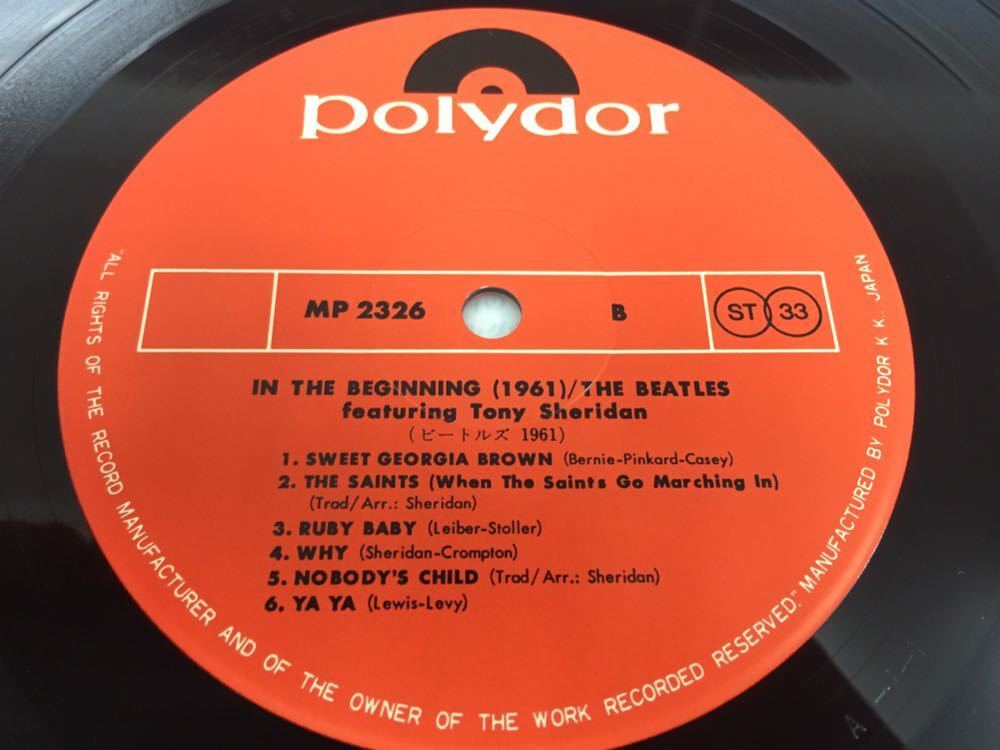 polydor
MP 2326 B ST 33
IN THE BEGINNING (1961)/THE BEATLES
featuring Tony Sheridan
(ビートルズ 1961)
1. SWEET GEORGIA BROWN (Bernie-Pinkard-Casey)
2. THE SAINTS (When The Saints Go Marching In)
(Trad/Arr.: Sheridan)
3. RUBY BABY (Leiber-Stoller)
4. WHY (Sheridan-Crompton)
5. NOBODY'S CHILD (Trad/Arr.: Sheridan)
6. YA YA (Lewis-Levy)
"ALL RIGHTS OF THE RECORD MANUFACTURER AND OF THE OWNER OF THE WORK RECORDED RESERVED." MANUFACTURED BY POLYDOR K K., JAPAN